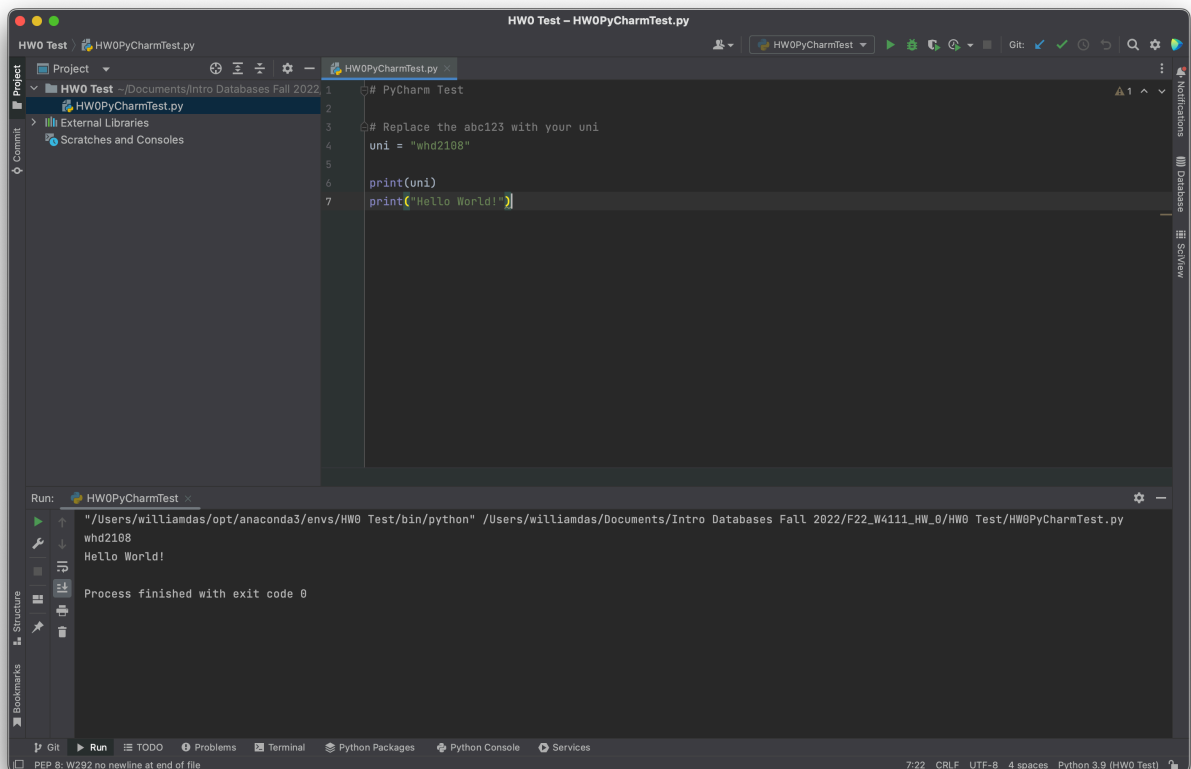 HW0 Test – HW0PyCharmTest.py
HW0 Test
HW0PyCharmTest.py
HW0PyCharmTest
Git:
Project
Project
HW0PyCharmTest.py
HW0 Test ~/Documents/Intro Databases Fall 2022
HW0PyCharmTest.py
External Libraries
Scratches and Consoles
Commit
1 # PyCharm Test
2
3 # Replace the abc123 with your uni
4 uni = "whd2108"
5
6 print(uni)
7 print("Hello World!")
1
Notifications
Database
SciView
Run: HW0PyCharmTest
"/Users/williamdas/opt/anaconda3/envs/HW0 Test/bin/python" /Users/williamdas/Documents/Intro Databases Fall 2022/F22_W4111_HW_0/HW0 Test/HW0PyCharmTest.py
whd2108
Hello World!
Process finished with exit code 0
Structure
Bookmarks
Git Run TODO Problems Terminal Python Packages Python Console Services
PEP 8: W292 no newline at end of file
7:22 CRLF UTF-8 4 spaces Python 3.9 (HW0 Test)